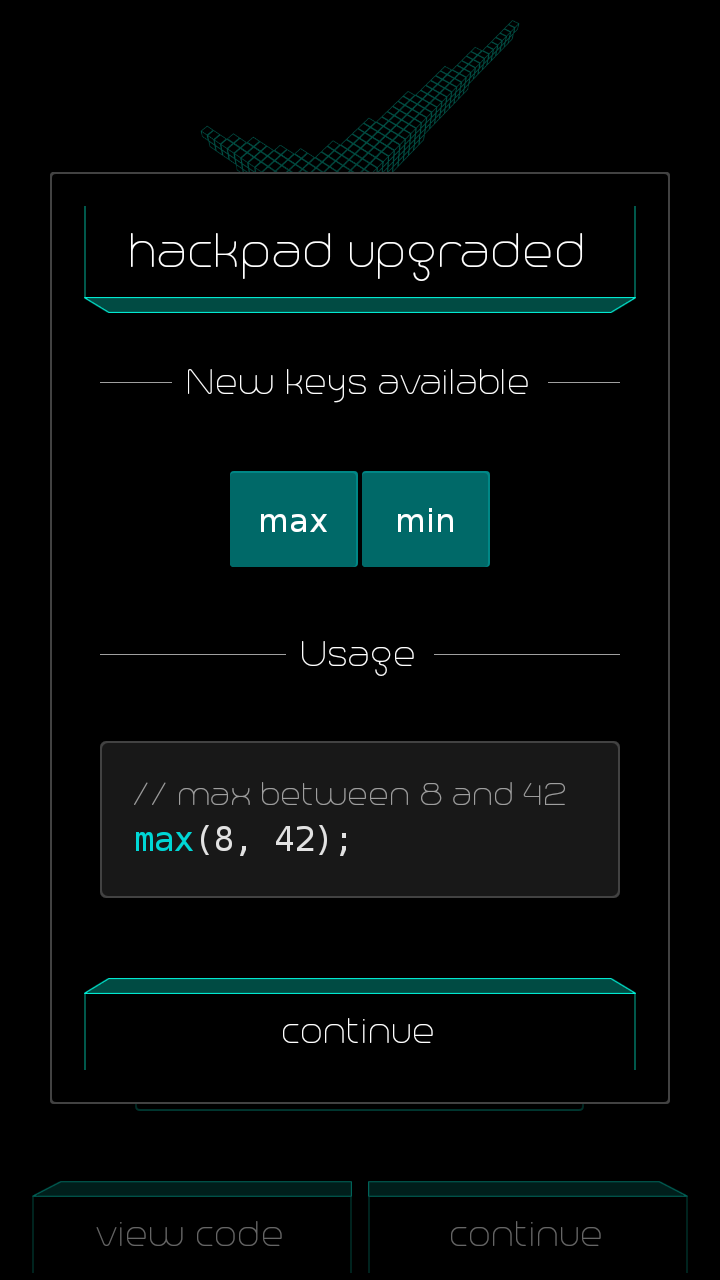 hackpad upgraded
New keys available
max min
Usage
// max between 8 and 42
max(8, 42);
continue
view code continue